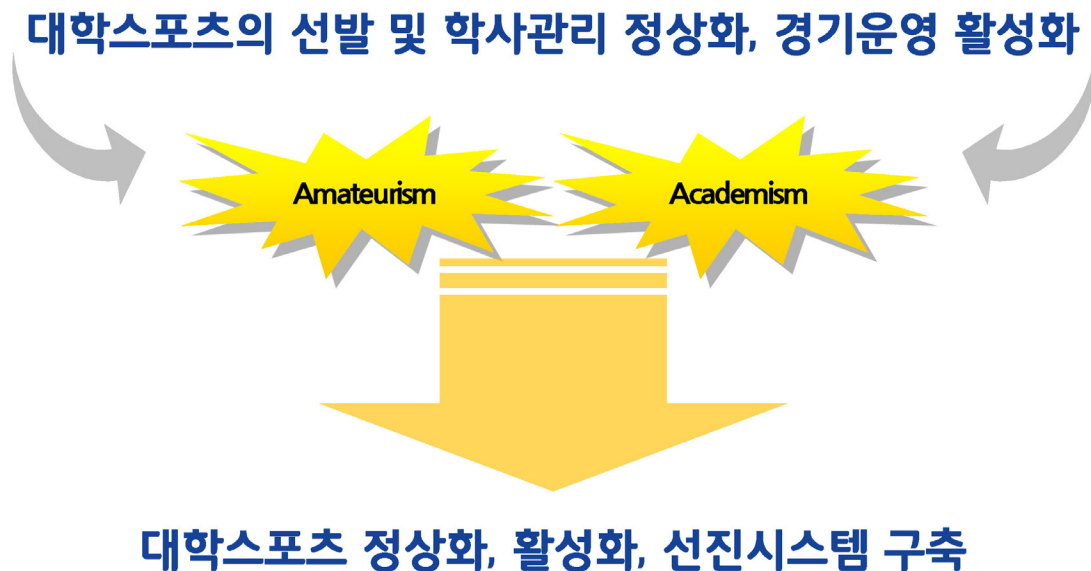 대학스포츠의 선발 및 학사관리 정상화, 경기운영 활성화
Amateurism
Academism
대학스포츠 정상화, 활성화, 선진시스템 구축